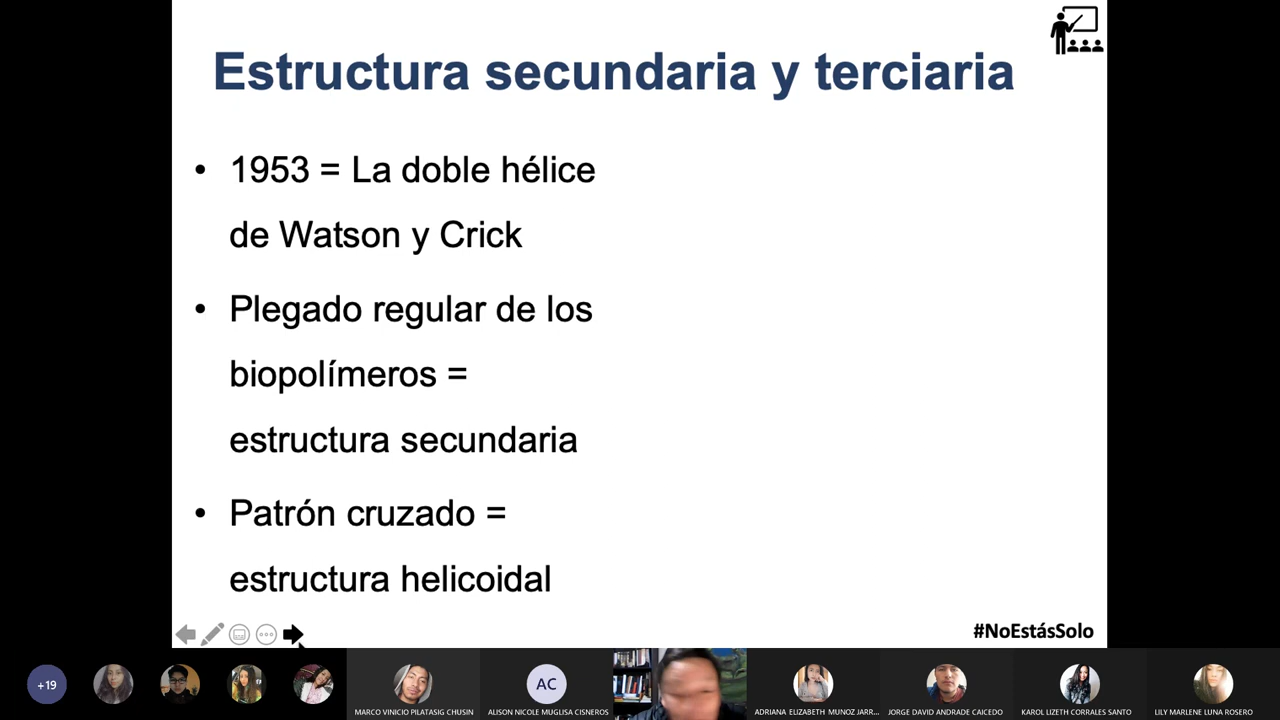 Estructura secundaria y terciaria
• 1953 = La doble hélice
de Watson y Crick
• Plegado regular de los
biopolímeros =
estructura secundaria
• Patrón cruzado =
estructura helicoidal
#NoEstásSolo
+19
AC
MARCO VINICIO PILATASIG CHUSIN
ALISON NICOLE MUGLISA CISNEROS
ADRIANA ELIZABETH MUNOZ JARR...
JORGE DAVID ANDRADE CAICEDO
KAROL LIZETH CORRALES SANTO
LILY MARLENE LUNA ROSERO